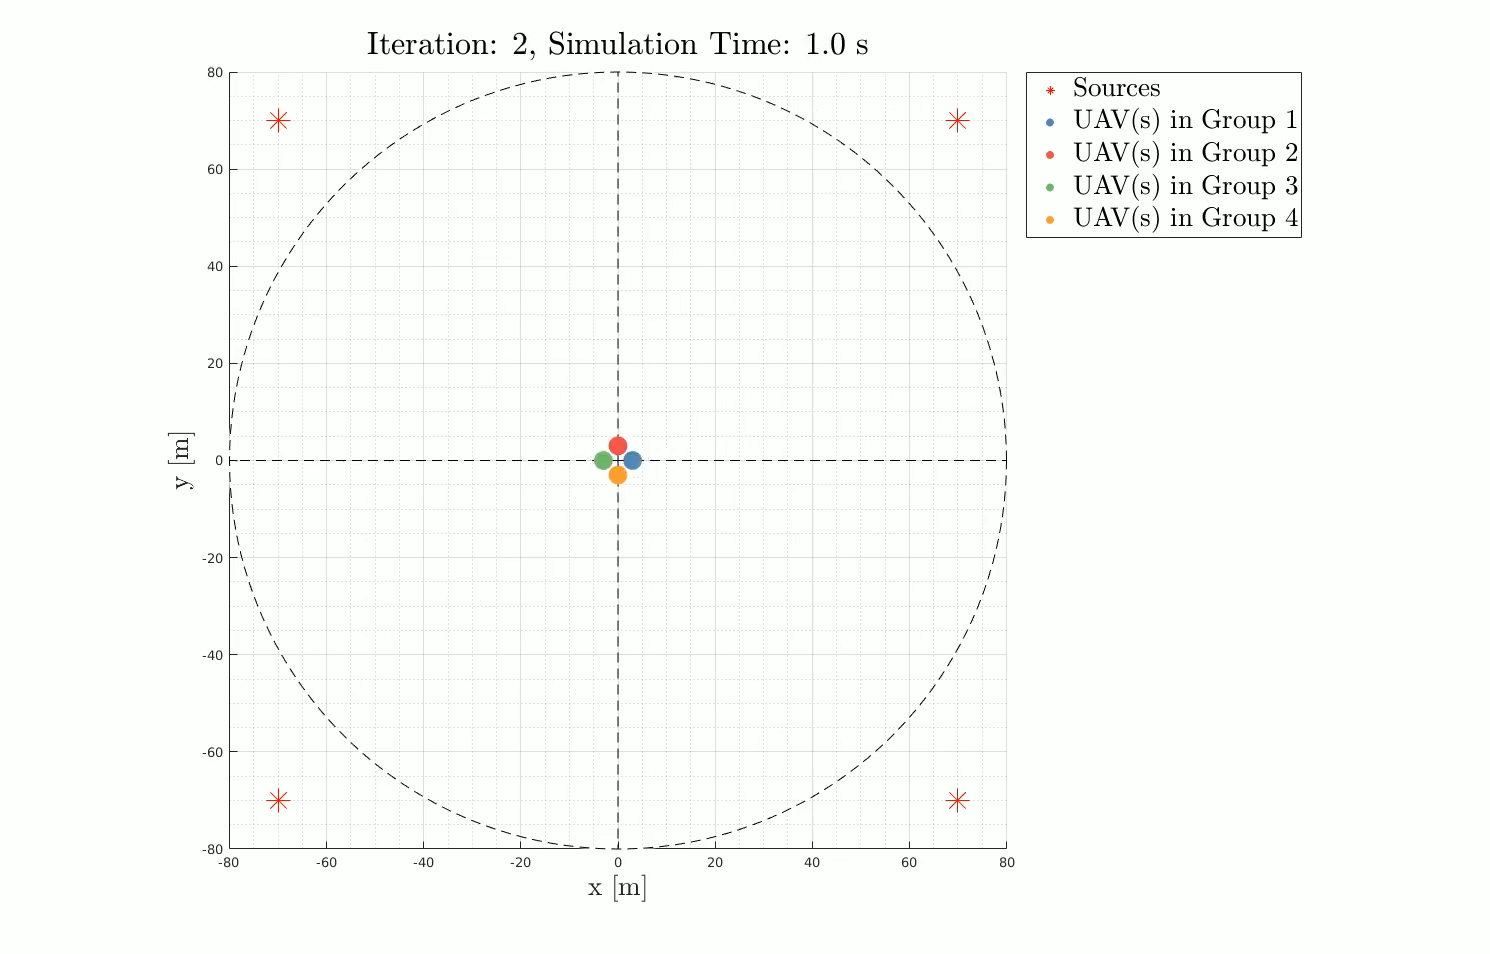 Iteration: 2, Simulation Time: 1.0 s
Sources
UAV(s) in Group 1
UAV(s) in Group 2
UAV(s) in Group 3
UAV(s) in Group 4
80
60
40
20
0
-20
-40
-60
-80
y [m]
-80 -60 -40 -20 0 20 40 60 80
x [m]